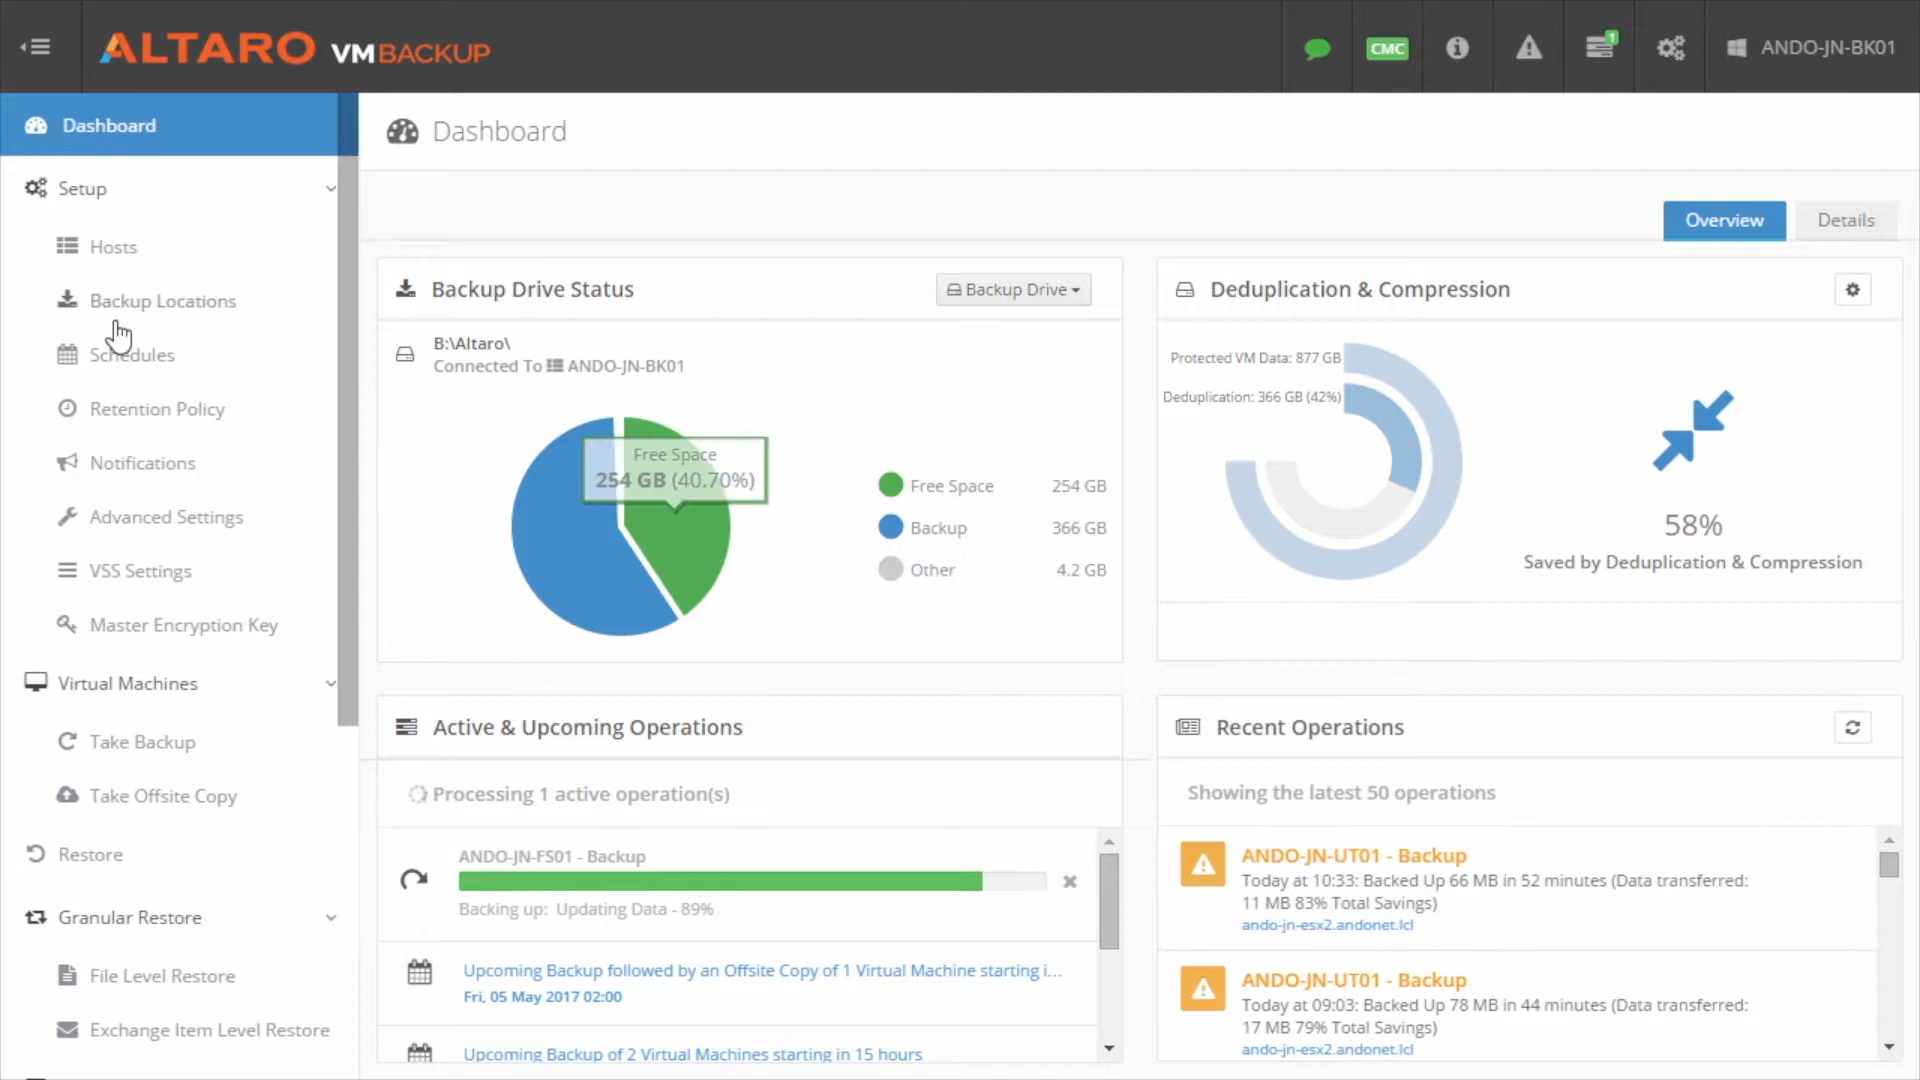 ALTARO VMBACKUP
CMC
1
ANDO-JN-BK01
Dashboard
Setup
Hosts
Backup Locations
Schedules
Retention Policy
Notifications
Advanced Settings
VSS Settings
Master Encryption Key
Virtual Machines
Take Backup
Take Offsite Copy
Restore
Granular Restore
File Level Restore
Exchange Item Level Restore
Dashboard
Overview
Details
Backup Drive Status
Backup Drive
B:\Altaro\
Connected To ANDO-JN-BK01
Free Space
254 GB (40.70%)
Free Space 254 GB
Backup 366 GB
Other 4.2 GB
Deduplication & Compression
Protected VM Data: 877 GB
Deduplication: 366 GB (42%)
58%
Saved by Deduplication & Compression
Active & Upcoming Operations
Processing 1 active operation(s)
ANDO-JN-FS01 - Backup
Backing up: Updating Data - 89%
Upcoming Backup followed by an Offsite Copy of 1 Virtual Machine starting i...
Fri, 05 May 2017 02:00
Upcoming Backup of 2 Virtual Machines starting in 15 hours
Recent Operations
Showing the latest 50 operations
ANDO-JN-UT01 - Backup
Today at 10:33: Backed Up 66 MB in 52 minutes (Data transferred:
11 MB 83% Total Savings)
ando-jn-esx2.andonet.lcl
ANDO-JN-UT01 - Backup
Today at 09:03: Backed Up 78 MB in 44 minutes (Data transferred:
17 MB 79% Total Savings)
ando-jn-esx2.andonet.lcl